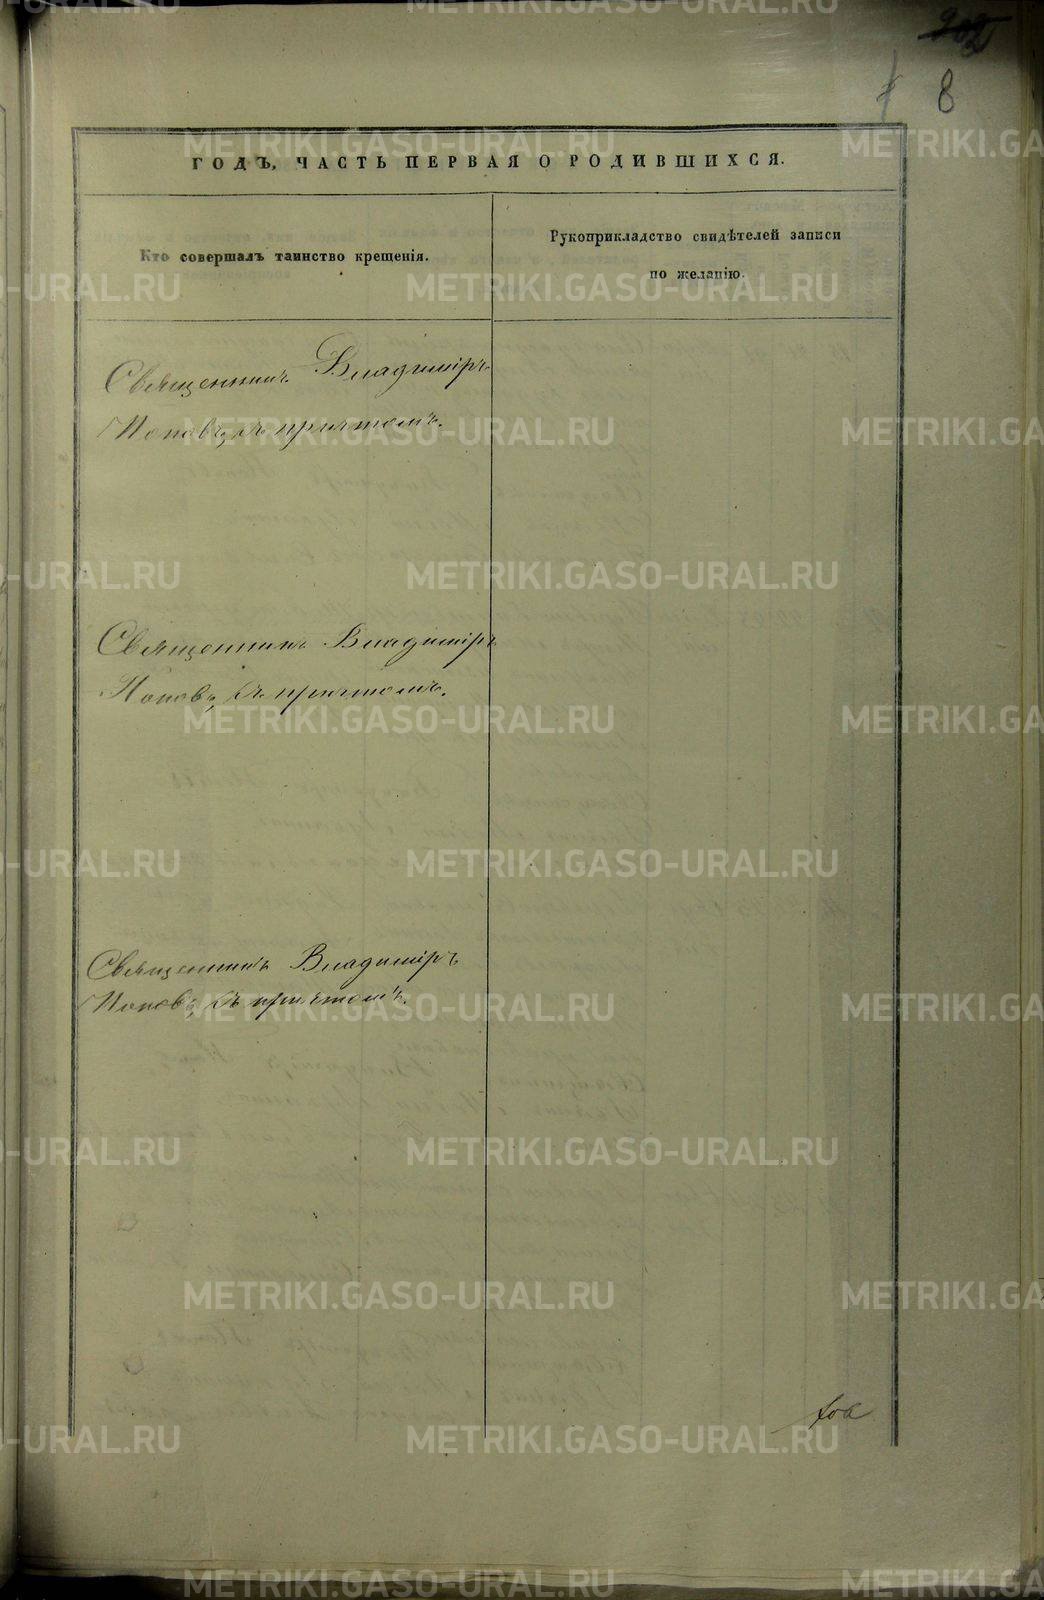 8
ГОДЪ, ЧАСТЬ ПЕРВАЯ О РОДИВШИХСЯ.
Кто совершалъ таинство крещенія.
Рукоприкладство свидѣтелей записи
по желанію.
Священникъ Владиміръ
Поповъ, съ причтомъ.
Священникъ Владиміръ
Поповъ, съ причтомъ.
Священникъ Владиміръ
Поповъ, съ причтомъ.
METRIKI.GASO-URAL.RU